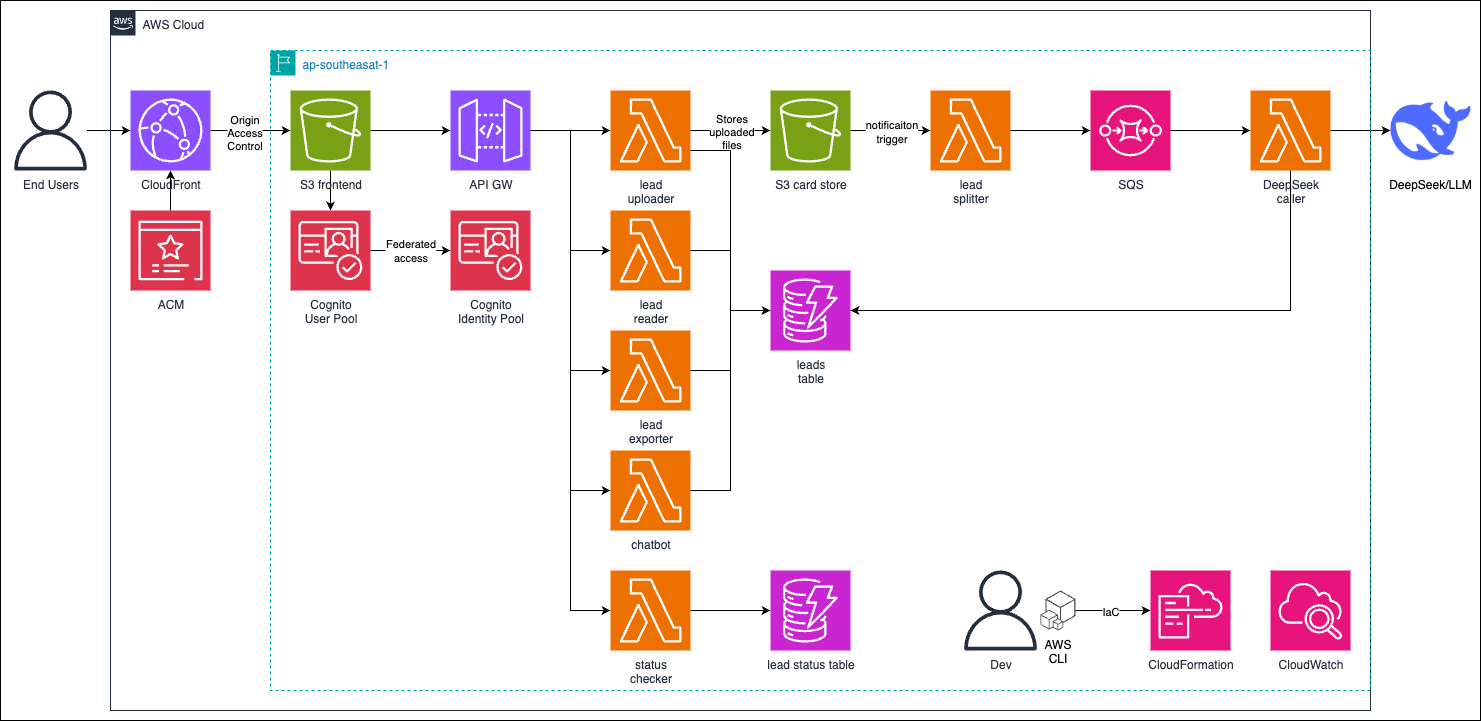 aws
AWS Cloud
ap-southeasat-1
End Users
CloudFront
Origin
Access
Control
S3 frontend
API GW
lead
uploader
Stores
uploaded
files
S3 card store
notificaiton
trigger
lead
splitter
SQS
DeepSeek
caller
DeepSeek/LLM
ACM
Cognito
User Pool
Federated
access
Cognito
Identity Pool
lead
reader
leads
table
lead
exporter
chatbot
status
checker
lead status table
Dev
AWS
CLI
IaC
CloudFormation
CloudWatch